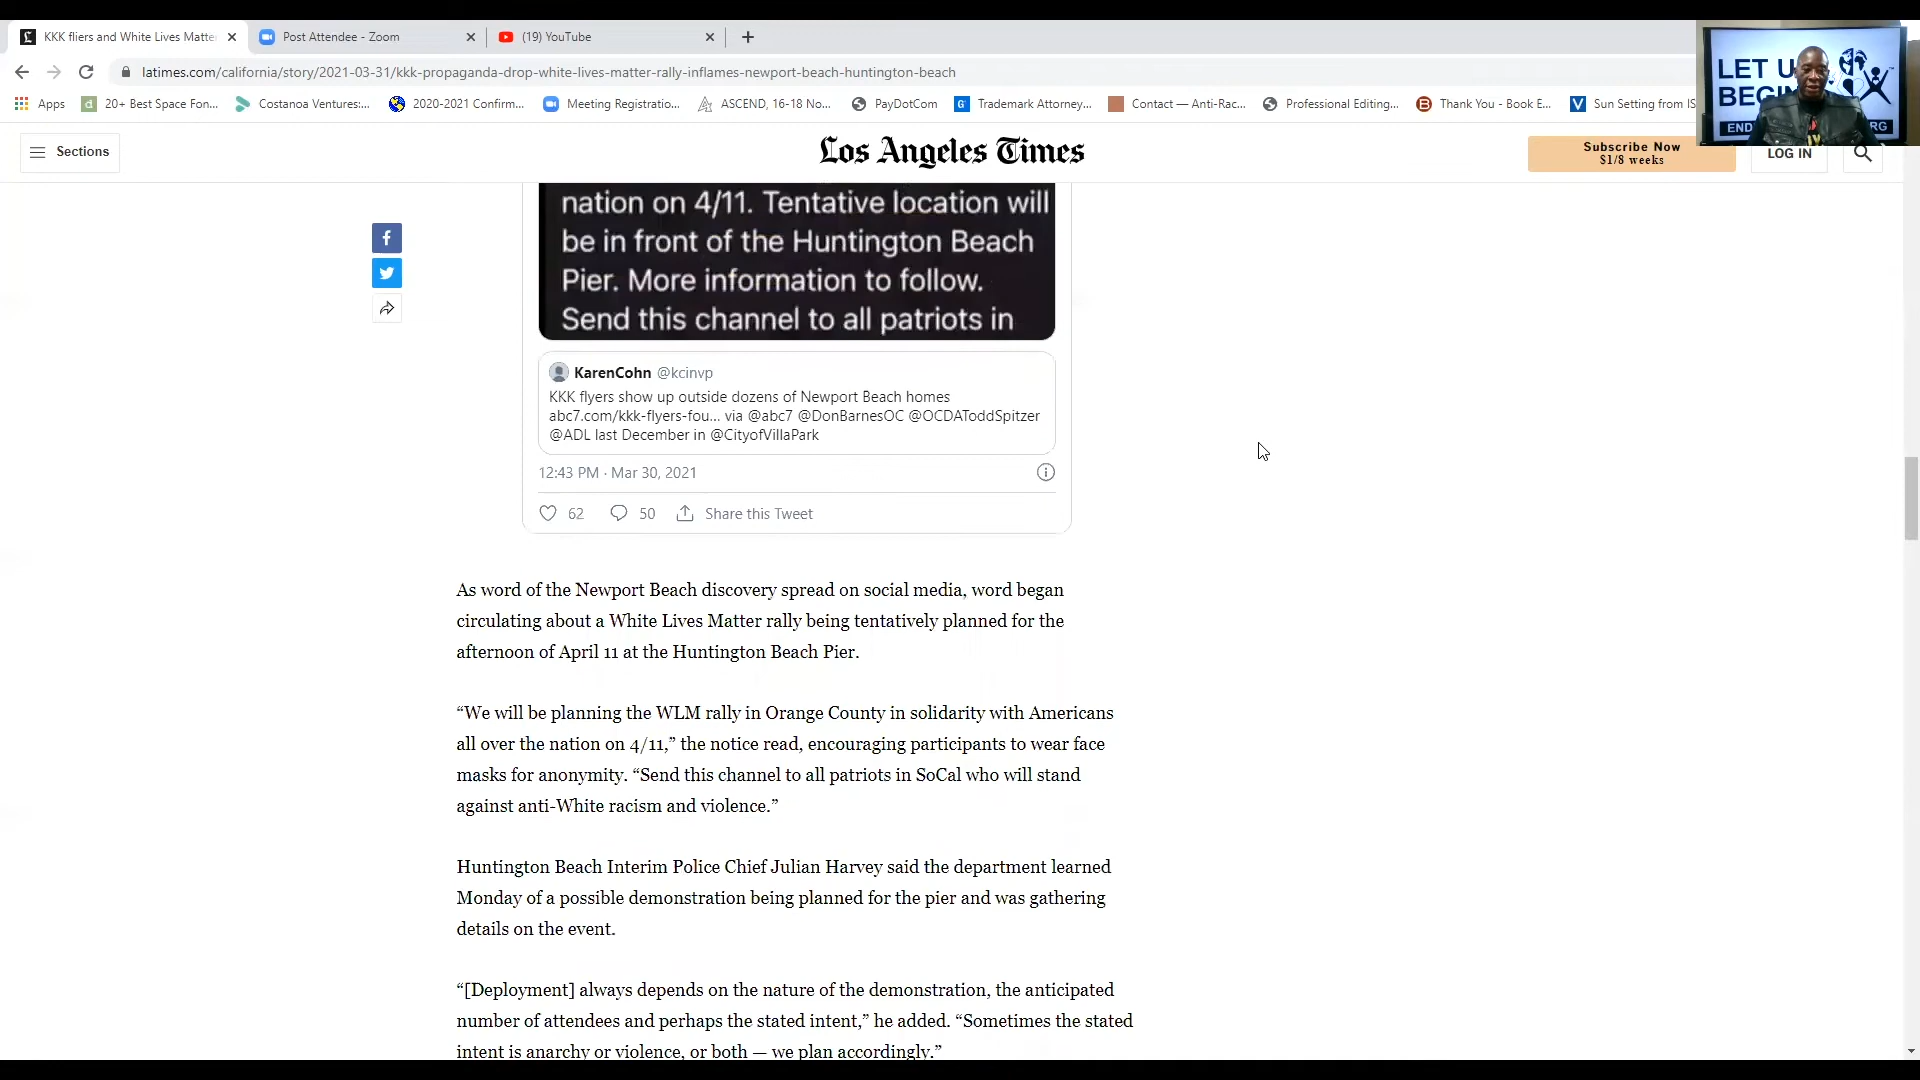 KKK fliers and White Lives Matte
Post Attendee - Zoom
(19) YouTube
latimes.com/california/story/2021-03-31/kkk-propaganda-drop-white-lives-matter-rally-inflames-newport-beach-huntington-beach
Apps
20+ Best Space Fon...
Costanoa Ventures:...
2020-2021 Confirm...
Meeting Registratio...
ASCEND, 16-18 No...
PayDotCom
Trademark Attorney...
Contact — Anti-Rac...
Professional Editing...
Thank You - Book E...
Sun Setting from IS
LET U
BEGIN
END
RG
Sections
Los Angeles Times
Subscribe Now
$1/8 weeks
LOG IN
nation on 4/11. Tentative location will
be in front of the Huntington Beach
Pier. More information to follow.
Send this channel to all patriots in
KarenCohn @kcinvp
KKK flyers show up outside dozens of Newport Beach homes
abc7.com/kkk-flyers-fou... via @abc7 @DonBarnesOC @OCDAToddSpitzer
@ADL last December in @CityofVillaPark
12:43 PM · Mar 30, 2021
62 50 Share this Tweet
As word of the Newport Beach discovery spread on social media, word began
circulating about a White Lives Matter rally being tentatively planned for the
afternoon of April 11 at the Huntington Beach Pier.
“We will be planning the WLM rally in Orange County in solidarity with Americans
all over the nation on 4/11,” the notice read, encouraging participants to wear face
masks for anonymity. “Send this channel to all patriots in SoCal who will stand
against anti-White racism and violence.”
Huntington Beach Interim Police Chief Julian Harvey said the department learned
Monday of a possible demonstration being planned for the pier and was gathering
details on the event.
“[Deployment] always depends on the nature of the demonstration, the anticipated
number of attendees and perhaps the stated intent,” he added. “Sometimes the stated
intent is anarchy or violence, or both — we plan accordingly.”